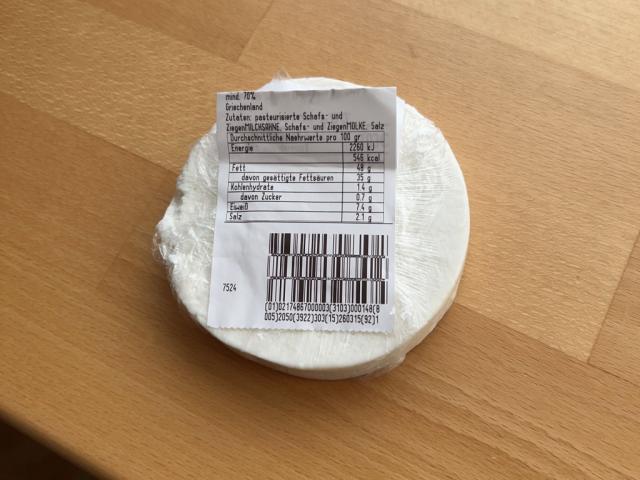 mind. 70%
Griechenland
Zutaten: pasteurisierte Schafs- und
ZiegenMILCHSAHNE, Schafs- und ZiegenMOLKE, Salz
Durchschnittliche Naehrwerte pro 100 gr
Energie 2260 kJ
546 kcal
Fett 48 g
davon gesättigte Fettsäuren 35 g
Kohlenhydrate 1.4 g
davon Zucker 0.7 g
Eiweiß 7.4 g
Salz 2.1 g
7524
(01)02174867000003(3103)000148(8
005)2050(3922)303(15)260315(92)1